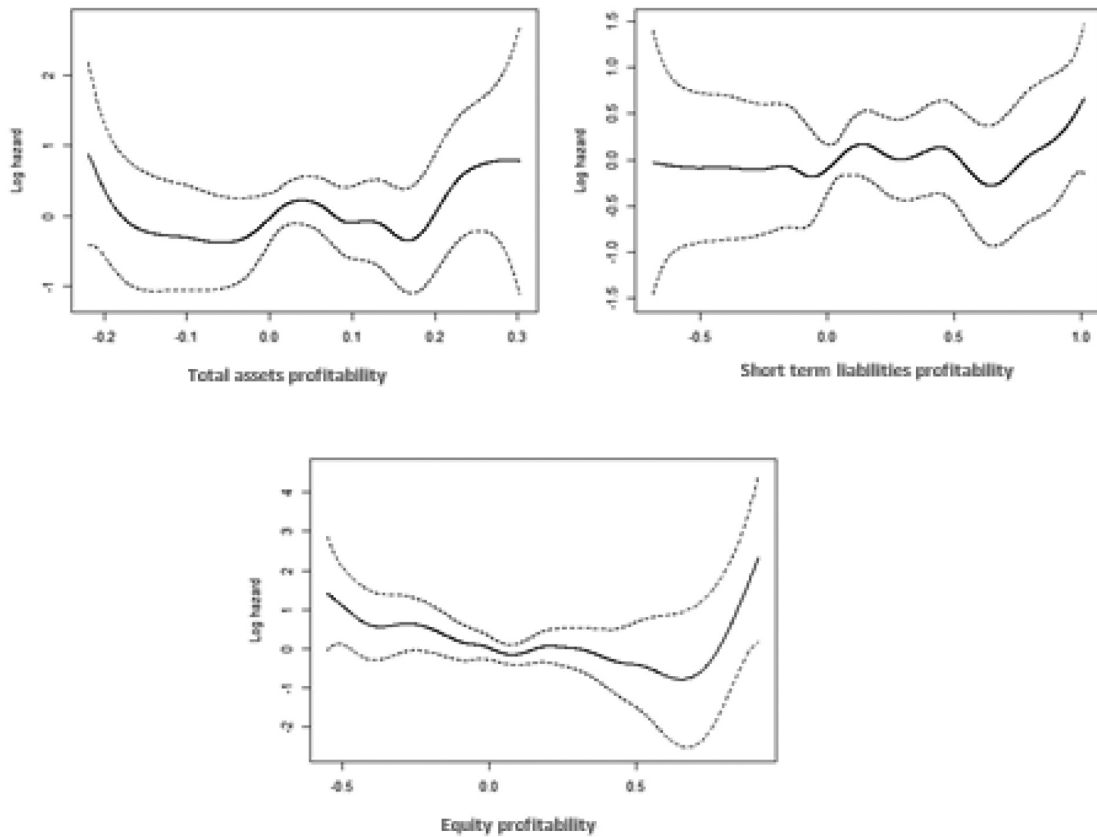 Log hazard
2
1
0
-1
-0.2 -0.1 0.0 0.1 0.2 0.3
Total assets profitability
Log hazard
1.5
1.0
0.5
0.0
-0.5
-1.0
-1.5
-0.5 0.0 0.5 1.0
Short term liabilities profitability
Log hazard
4
3
2
1
0
-1
-2
-0.5 0.0 0.5
Equity profitability